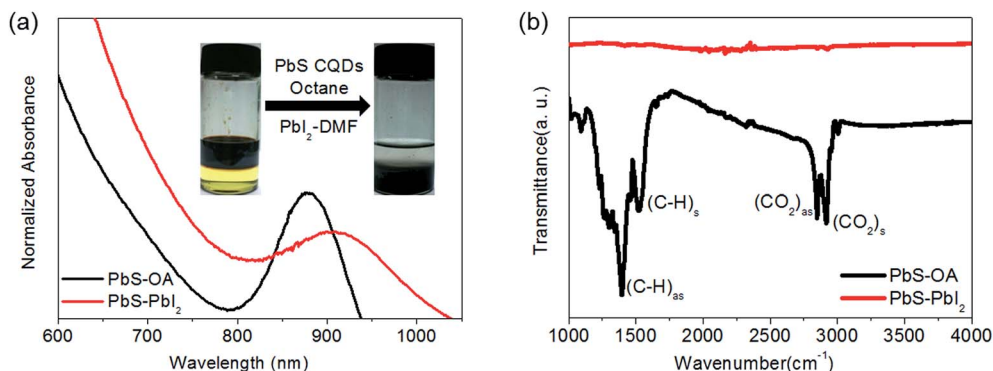 (a)
Normalized Absorbance
PbS CQDs
Octane
PbI₂-DMF
PbS-OA
PbS-PbI₂
600 700 800 900 1000
Wavelength (nm)
(b)
Transmittance(a. u.)
(C-H)ₛ
(CO₂)ₐₛ
(CO₂)ₛ
(C-H)ₐₛ
PbS-OA
PbS-PbI₂
1000 1500 2000 2500 3000 3500 4000
Wavenumber(cm⁻¹)